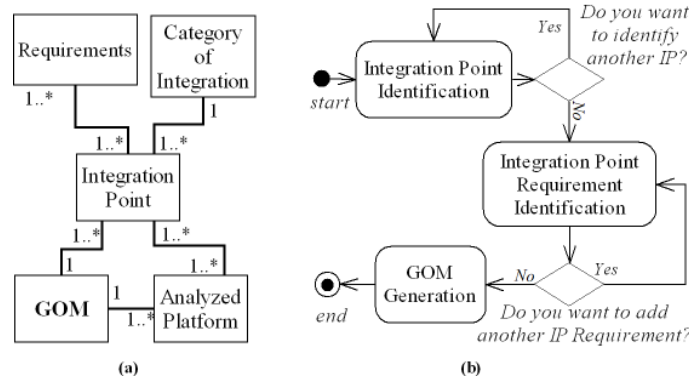 Requirements
Category
of
Integration
1..*
1
1..*
1..*
Integration
Point
1..*
1..*
1
1..*
GOM
1
1..*
Analyzed
Platform
(a)
Yes
Do you want
to identify
another IP?
start
Integration Point
Identification
No
Integration Point
Requirement
Identification
No
Yes
GOM
Generation
end
Do you want to add
another IP Requirement?
(b)